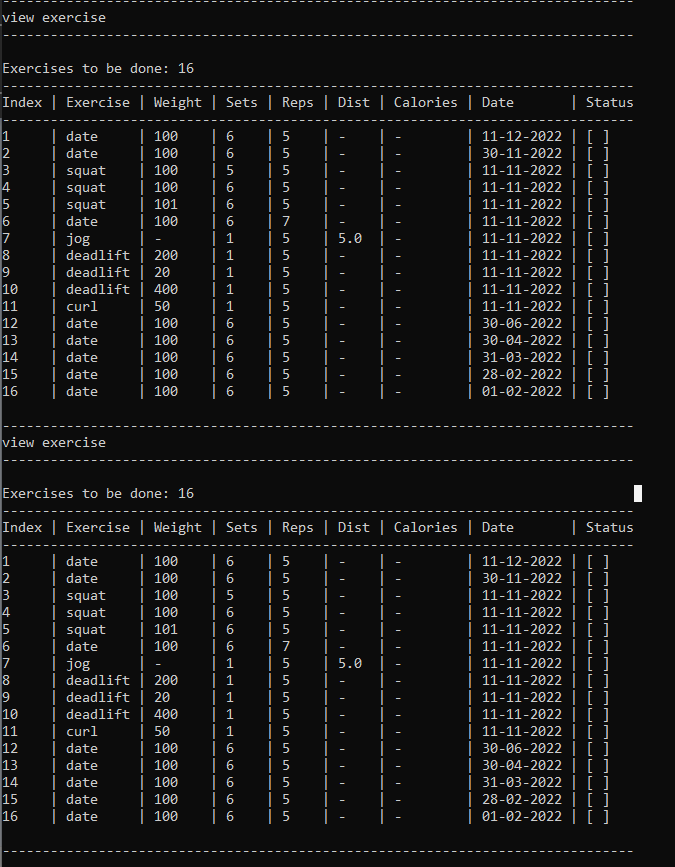 -------------------------------------------------------------------------------
view exercise
-------------------------------------------------------------------------------
Exercises to be done: 16
-------------------------------------------------------------------------------
Index | Exercise | Weight | Sets | Reps | Dist | Calories | Date       | Status
-------------------------------------------------------------------------------
1     | date     | 100    | 6    | 5    | -    | -        | 11-12-2022 | [ ]
2     | date     | 100    | 6    | 5    | -    | -        | 30-11-2022 | [ ]
3     | squat    | 100    | 5    | 5    | -    | -        | 11-11-2022 | [ ]
4     | squat    | 100    | 6    | 5    | -    | -        | 11-11-2022 | [ ]
5     | squat    | 101    | 6    | 5    | -    | -        | 11-11-2022 | [ ]
6     | date     | 100    | 6    | 7    | -    | -        | 11-11-2022 | [ ]
7     | jog      | -      | 1    | 5    | 5.0  | -        | 11-11-2022 | [ ]
8     | deadlift | 200    | 1    | 5    | -    | -        | 11-11-2022 | [ ]
9     | deadlift | 20     | 1    | 5    | -    | -        | 11-11-2022 | [ ]
10    | deadlift | 400    | 1    | 5    | -    | -        | 11-11-2022 | [ ]
11    | curl     | 50     | 1    | 5    | -    | -        | 11-11-2022 | [ ]
12    | date     | 100    | 6    | 5    | -    | -        | 30-06-2022 | [ ]
13    | date     | 100    | 6    | 5    | -    | -        | 30-04-2022 | [ ]
14    | date     | 100    | 6    | 5    | -    | -        | 31-03-2022 | [ ]
15    | date     | 100    | 6    | 5    | -    | -        | 28-02-2022 | [ ]
16    | date     | 100    | 6    | 5    | -    | -        | 01-02-2022 | [ ]
-------------------------------------------------------------------------------
view exercise
-------------------------------------------------------------------------------
Exercises to be done: 16
-------------------------------------------------------------------------------
Index | Exercise | Weight | Sets | Reps | Dist | Calories | Date       | Status
-------------------------------------------------------------------------------
1     | date     | 100    | 6    | 5    | -    | -        | 11-12-2022 | [ ]
2     | date     | 100    | 6    | 5    | -    | -        | 30-11-2022 | [ ]
3     | squat    | 100    | 5    | 5    | -    | -        | 11-11-2022 | [ ]
4     | squat    | 100    | 6    | 5    | -    | -        | 11-11-2022 | [ ]
5     | squat    | 101    | 6    | 5    | -    | -        | 11-11-2022 | [ ]
6     | date     | 100    | 6    | 7    | -    | -        | 11-11-2022 | [ ]
7     | jog      | -      | 1    | 5    | 5.0  | -        | 11-11-2022 | [ ]
8     | deadlift | 200    | 1    | 5    | -    | -        | 11-11-2022 | [ ]
9     | deadlift | 20     | 1    | 5    | -    | -        | 11-11-2022 | [ ]
10    | deadlift | 400    | 1    | 5    | -    | -        | 11-11-2022 | [ ]
11    | curl     | 50     | 1    | 5    | -    | -        | 11-11-2022 | [ ]
12    | date     | 100    | 6    | 5    | -    | -        | 30-06-2022 | [ ]
13    | date     | 100    | 6    | 5    | -    | -        | 30-04-2022 | [ ]
14    | date     | 100    | 6    | 5    | -    | -        | 31-03-2022 | [ ]
15    | date     | 100    | 6    | 5    | -    | -        | 28-02-2022 | [ ]
16    | date     | 100    | 6    | 5    | -    | -        | 01-02-2022 | [ ]
-------------------------------------------------------------------------------